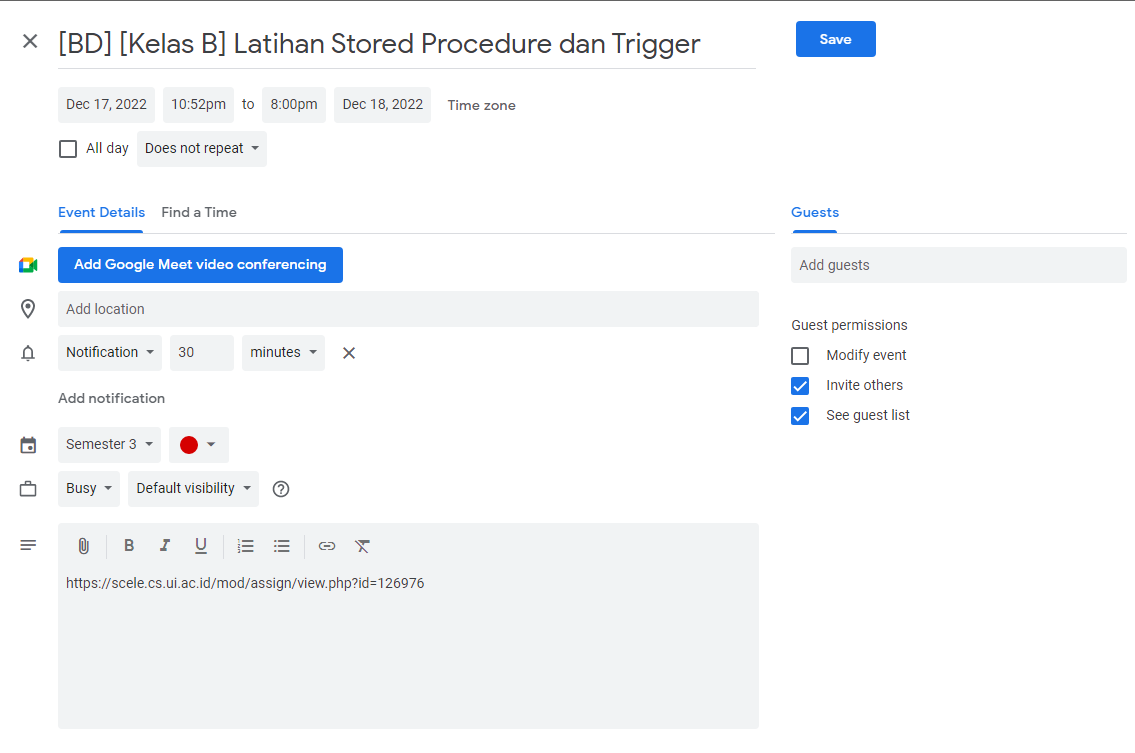 [BD] [Kelas B] Latihan Stored Procedure dan Trigger
Save
Dec 17, 2022 10:52pm to 8:00pm Dec 18, 2022 Time zone
All day Does not repeat
Event Details Find a Time
Guests
Add Google Meet video conferencing
Add guests
Add location
Guest permissions
Notification 30 minutes
Modify event
Invite others
Add notification
See guest list
Semester 3
Busy Default visibility
B I U
https://scele.cs.ui.ac.id/mod/assign/view.php?id=126976